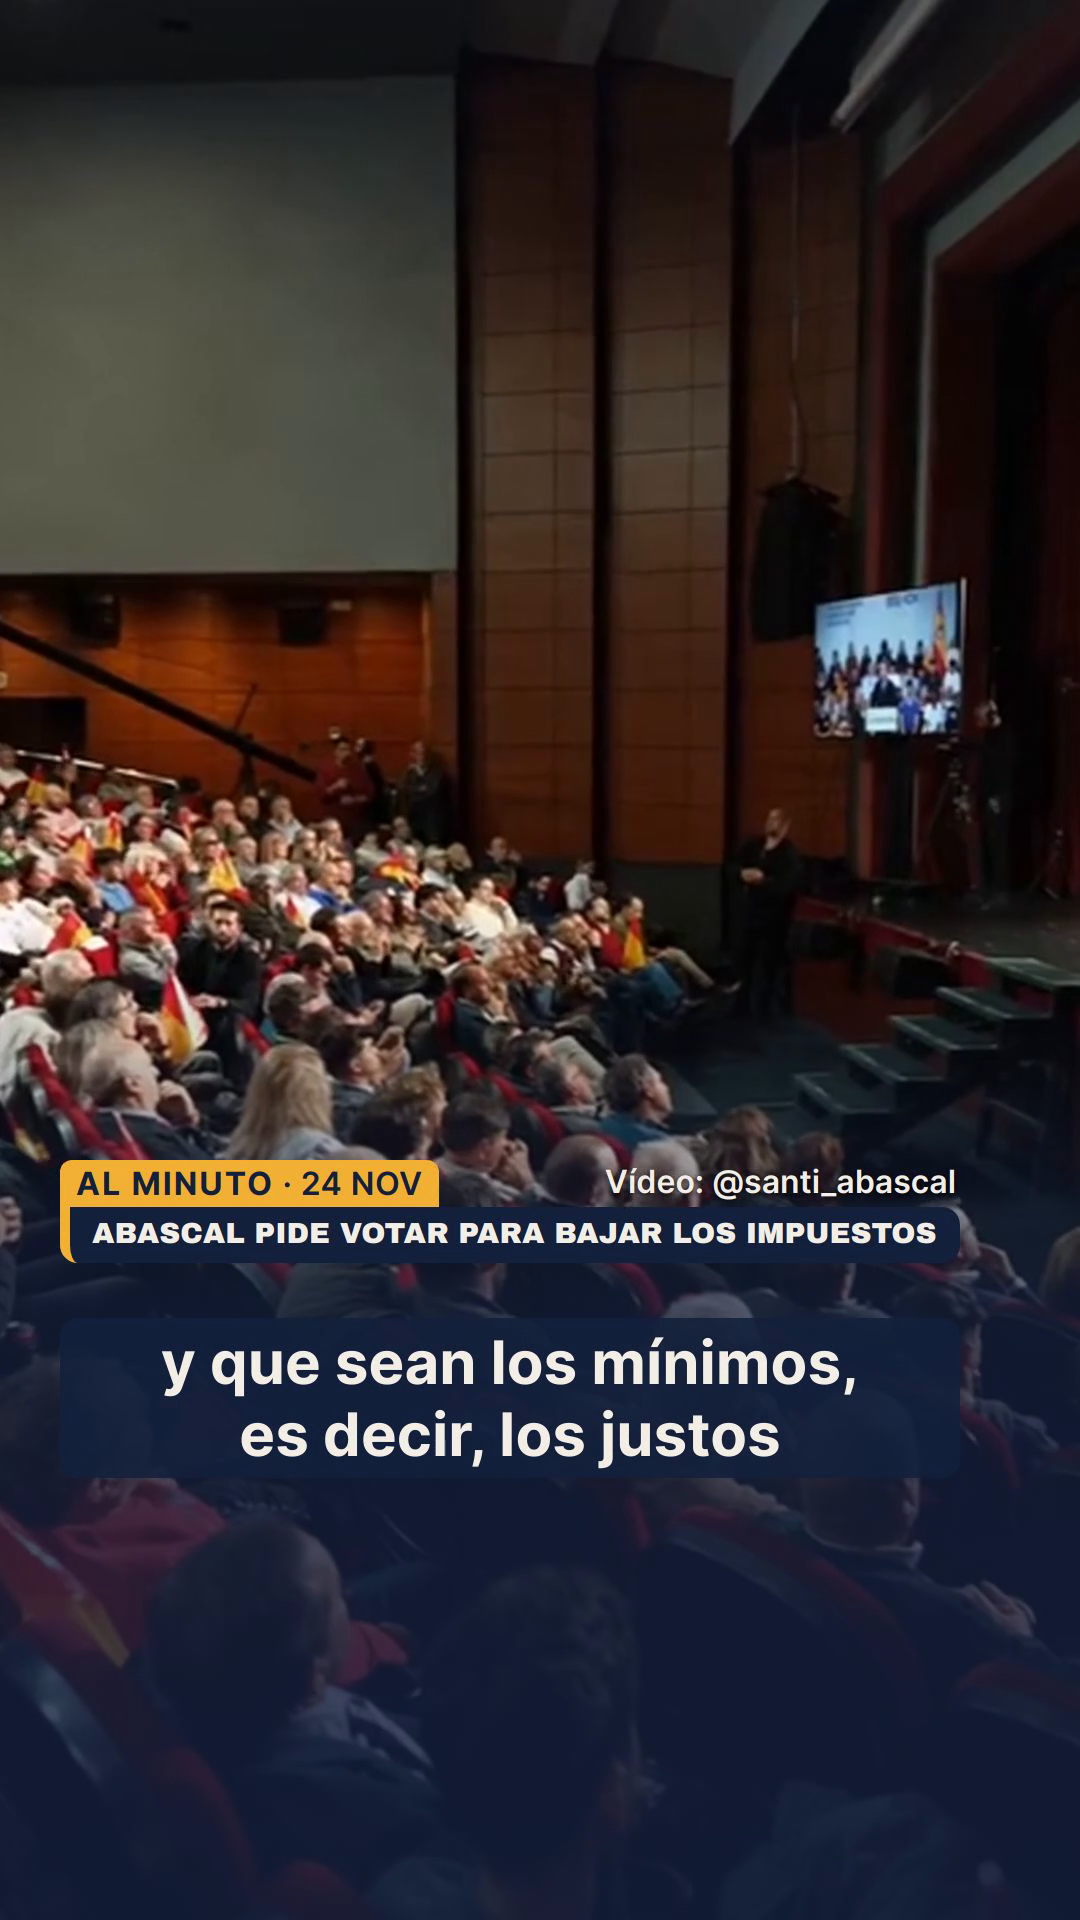 AL MINUTO · 24 NOV
Vídeo: @santi_abascal
ABASCAL PIDE VOTAR PARA BAJAR LOS IMPUESTOS
y que sean los mínimos,
es decir, los justos